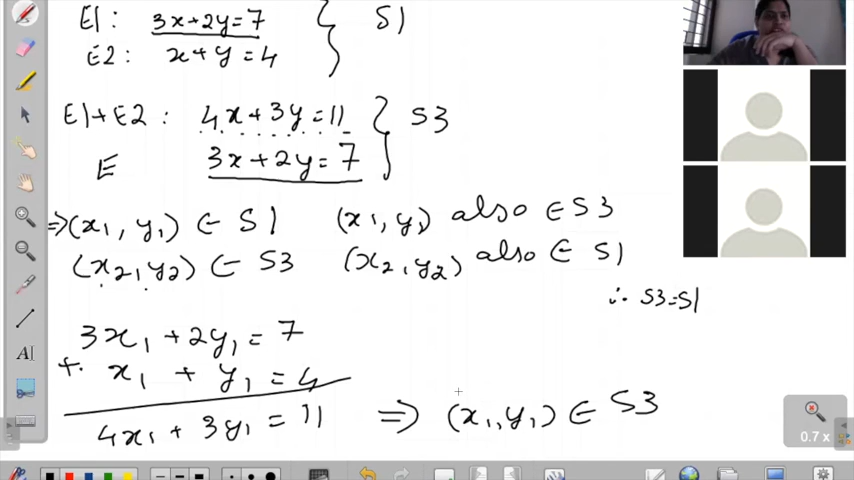 E1: 3x+2y=7 } S1
E2: x+y=4
E1+E2: 4x+3y=11 } S3
E 3x+2y=7
⇒(x₁, y₁) ∈ S1 (x₁, y₁) also ∈ S3
(x₂, y₂) ∈ S3 (x₂, y₂) also ∈ S1
∴ S3=S1
3x₁ + 2y₁ = 7
+ x₁ + y₁ = 4
4x₁ + 3y₁ = 11 ⇒ (x₁, y₁) ∈ S3
A
0.7 x